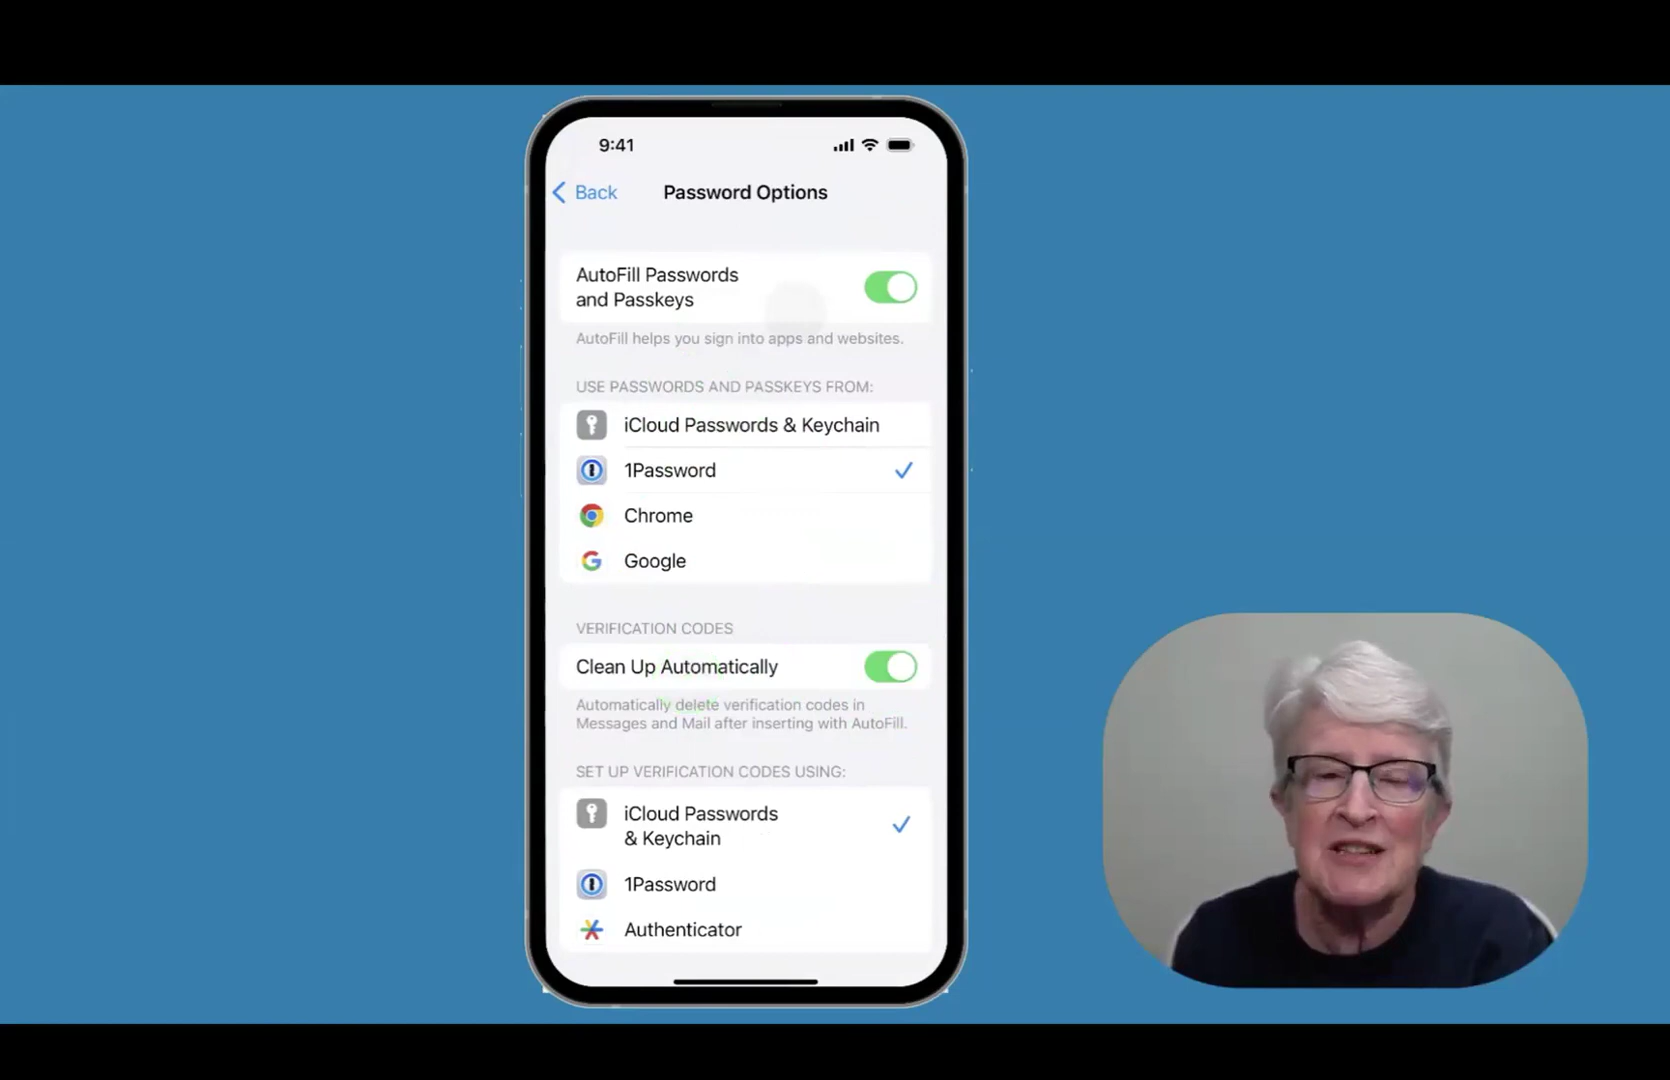 9:41
Back
Password Options
AutoFill Passwords
and Passkeys
AutoFill helps you sign into apps and websites.
USE PASSWORDS AND PASSKEYS FROM:
iCloud Passwords & Keychain
1Password
Chrome
Google
VERIFICATION CODES
Clean Up Automatically
Automatically delete verification codes in
Messages and Mail after inserting with AutoFill.
SET UP VERIFICATION CODES USING:
iCloud Passwords
& Keychain
1Password
Authenticator